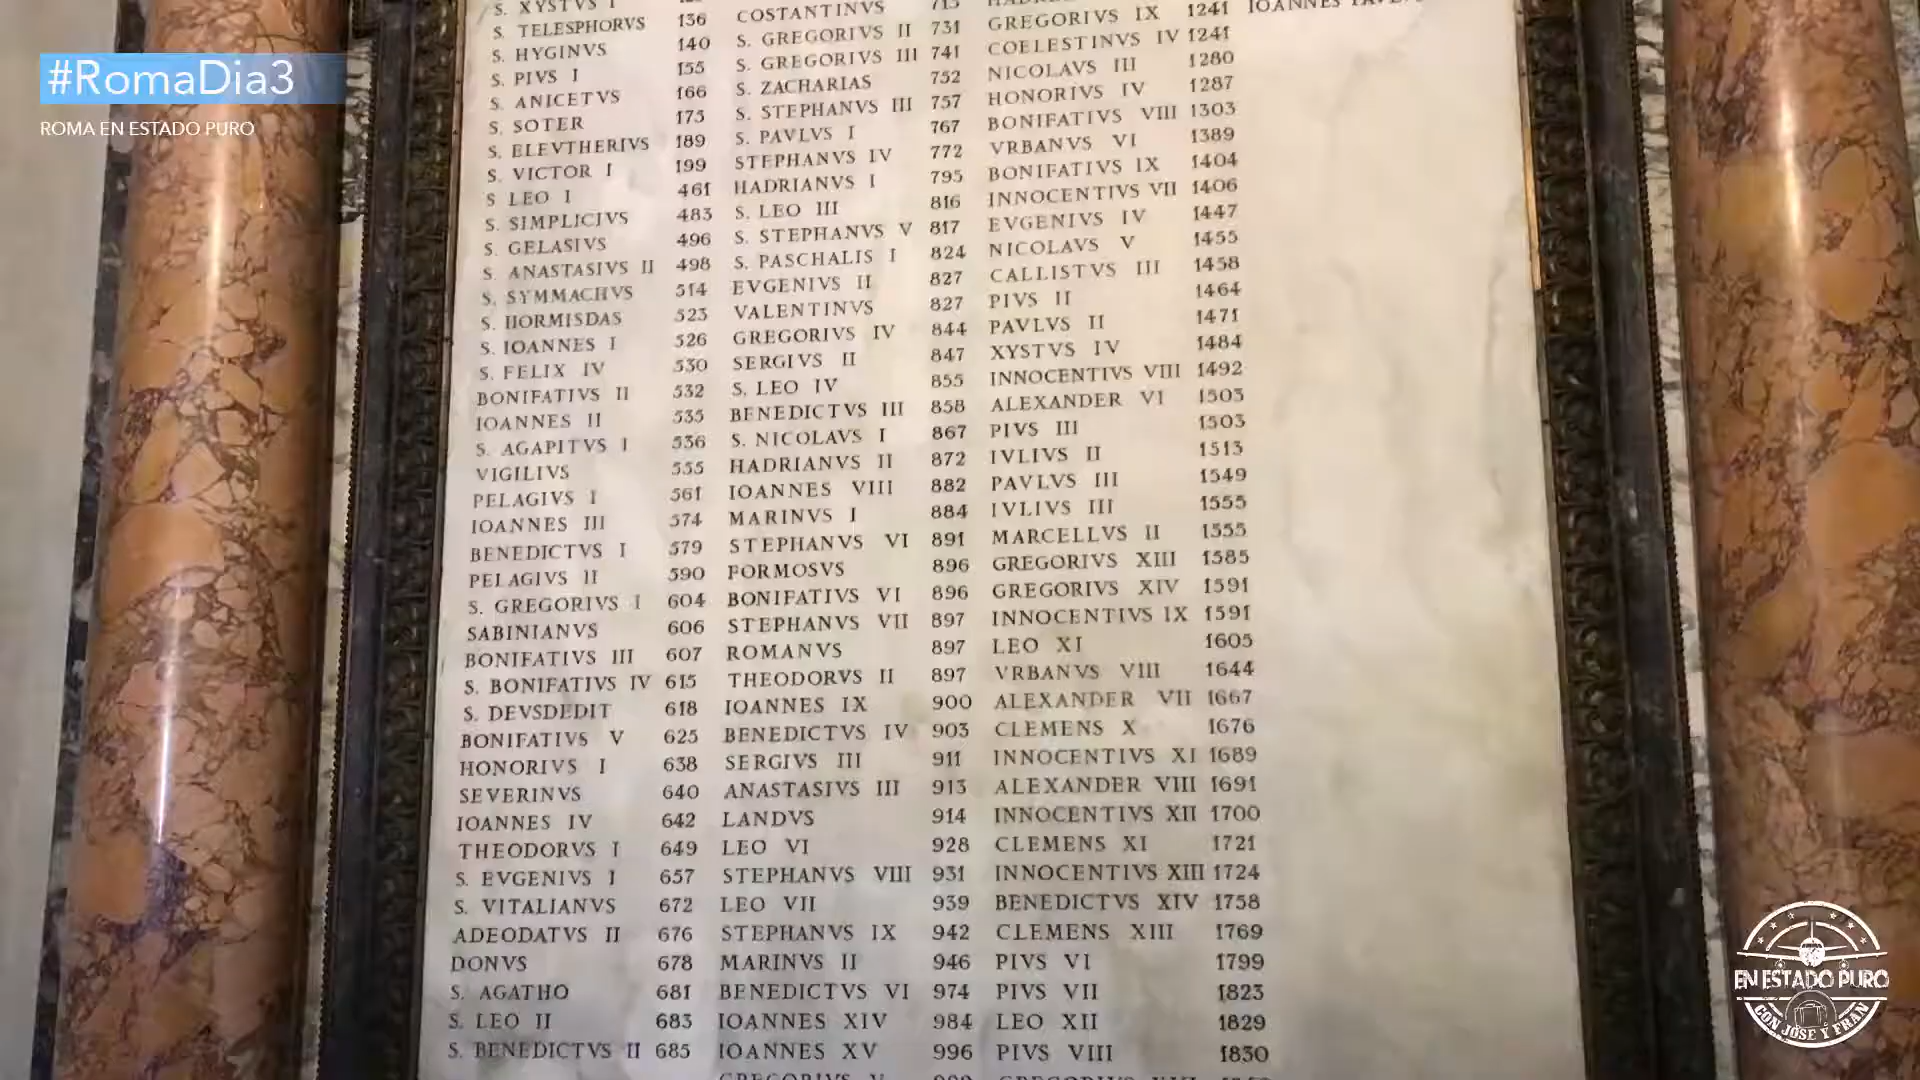 #RomaDia3
ROMA EN ESTADO PURO
S. XYSTVS I
S. TELESPHORVS 136
S. HYGINVS 140
S. PIVS I 155
S. ANICETVS 166
S. SOTER 175
S. ELEVTHERIVS 189
S. VICTOR I 199
S LEO I 461
S. SIMPLICIVS 483
S. GELASIVS 496
S. ANASTASIVS II 498
S. SYMMACHVS 514
S. HORMISDAS 523
S. IOANNES I 526
S. FELIX IV 530
BONIFATIVS II 532
IOANNES II 535
S. AGAPITVS I 536
VIGILIVS 555
PELAGIVS I 561
IOANNES III 574
BENEDICTVS I 579
PELAGIVS II 590
S. GREGORIVS I 604
SABINIANVS 606
BONIFATIVS III 607
S. BONIFATIVS IV 615
S. DEVSDEDIT 618
BONIFATIVS V 625
HONORIVS I 638
SEVERINVS 640
IOANNES IV 642
THEODORVS I 649
S. EVGENIVS I 657
S. VITALIANVS 672
ADEODATVS II 676
DONVS 678
S. AGATHO 681
S. LEO II 683
S. BENEDICTVS II 685
COSTANTINVS 715
S. GREGORIVS II 731
S. GREGORIVS III 741
S. ZACHARIAS 752
S. STEPHANVS III 757
S. PAVLVS I 767
STEPHANVS IV 772
HADRIANVS I 795
S. LEO III 816
S. STEPHANVS V 817
S. PASCHALIS I 824
EVGENIVS II 827
VALENTINVS 827
GREGORIVS IV 844
SERGIVS II 847
S. LEO IV 855
BENEDICTVS III 858
S. NICOLAVS I 867
HADRIANVS II 872
IOANNES VIII 882
MARINVS I 884
STEPHANVS VI 891
FORMOSVS 896
BONIFATIVS VI 896
STEPHANVS VII 897
ROMANVS 897
THEODORVS II 897
IOANNES IX 900
BENEDICTVS IV 903
SERGIVS III 911
ANASTASIVS III 913
LANDVS 914
LEO VI 928
STEPHANVS VIII 931
LEO VII 939
STEPHANVS IX 942
MARINVS II 946
BENEDICTVS VI 974
IOANNES XIV 984
IOANNES XV 996
GREGORIVS IX 1241
COELESTINVS IV 1241
NICOLAVS III 1280
HONORIVS IV 1287
BONIFATIVS VIII 1303
VRBANVS VI 1389
BONIFATIVS IX 1404
INNOCENTIVS VII 1406
EVGENIVS IV 1447
NICOLAVS V 1455
CALLISTVS III 1458
PIVS II 1464
PAVLVS II 1471
XYSTVS IV 1484
INNOCENTIVS VIII 1492
ALEXANDER VI 1503
PIVS III 1503
IVLIVS II 1513
PAVLVS III 1549
IVLIVS III 1555
MARCELLVS II 1555
GREGORIVS XIII 1585
GREGORIVS XIV 1591
INNOCENTIVS IX 1591
LEO XI 1605
VRBANVS VIII 1644
ALEXANDER VII 1667
CLEMENS X 1676
INNOCENTIVS XI 1689
ALEXANDER VIII 1691
INNOCENTIVS XII 1700
CLEMENS XI 1721
INNOCENTIVS XIII 1724
BENEDICTVS XIV 1758
CLEMENS XIII 1769
PIVS VI 1799
PIVS VII 1823
LEO XII 1829
PIVS VIII 1830
IOANNES
EN ESTADO PURO
CON JOSE Y FRAN